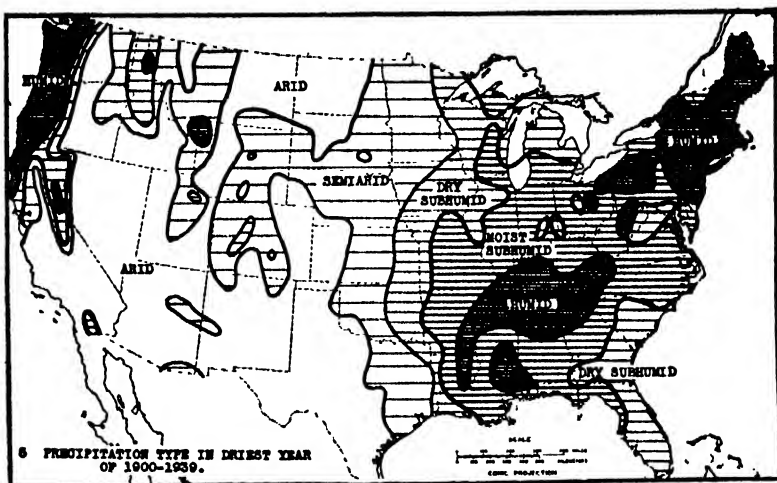 HUMID
ARID
HUMID
SEMIARID
DRY
SUBHUMID
MOIST
SUBHUMID
ARID
HUMID
DRY SUBHUMID
SCALE
CONIC PROJECTION
6 PRECIPITATION TYPE IN DRIEST YEAR
OF 1900-1939.